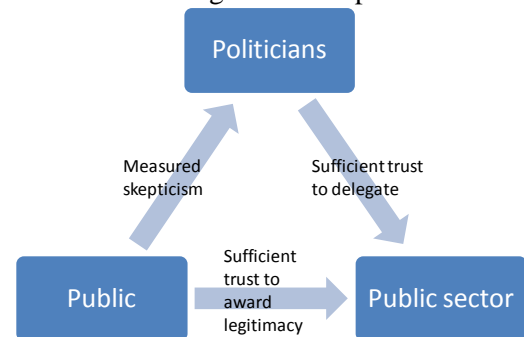 Politicians
Measured
skepticism
Sufficient trust
to delegate
Sufficient
trust to
award
legitimacy
Public
Public sector